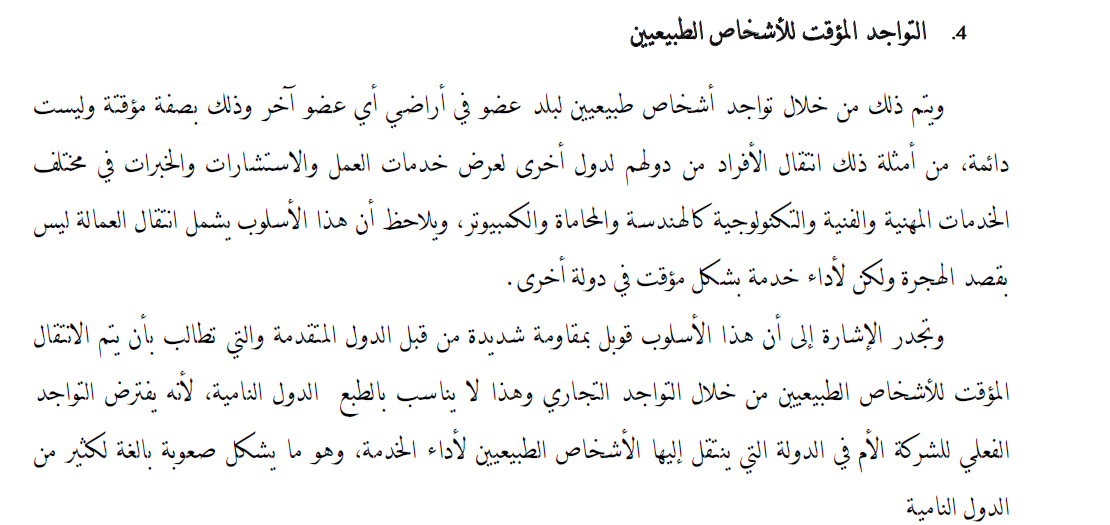 4. التواجد المؤقت للأشخاص الطبيعيين
ويتم ذلك من خلال تواجد أشخاص طبيعيين لبلد عضو في أراضي أي عضو آخر وذلك بصفة مؤقتة وليست
دائمة، من أمثلة ذلك انتقال الأفراد من دولهم لدول أخرى لعرض خدمات العمل والاستشارات والخبرات في مختلف
الخدمات المهنية والفنية والتكنولوجية كالهندسة والمحاماة والكمبيوتر، ويلاحظ أن هذا الأسلوب يشمل انتقال العمالة ليس
بقصد الهجرة ولكن لأداء خدمة بشكل مؤقت في دولة أخرى.
وتجدر الإشارة إلى أن هذا الأسلوب قوبل بمقاومة شديدة من قبل الدول المتقدمة والتي تطالب بأن يتم الانتقال
المؤقت للأشخاص الطبيعيين من خلال التواجد التجاري وهذا لا يناسب بالطبع الدول النامية، لأنه يفترض التواجد
الفعلي للشركة الأم في الدولة التي ينتقل إليها الأشخاص الطبيعيين لأداء الخدمة، وهو ما يشكل صعوبة بالغة لكثير من
الدول النامية